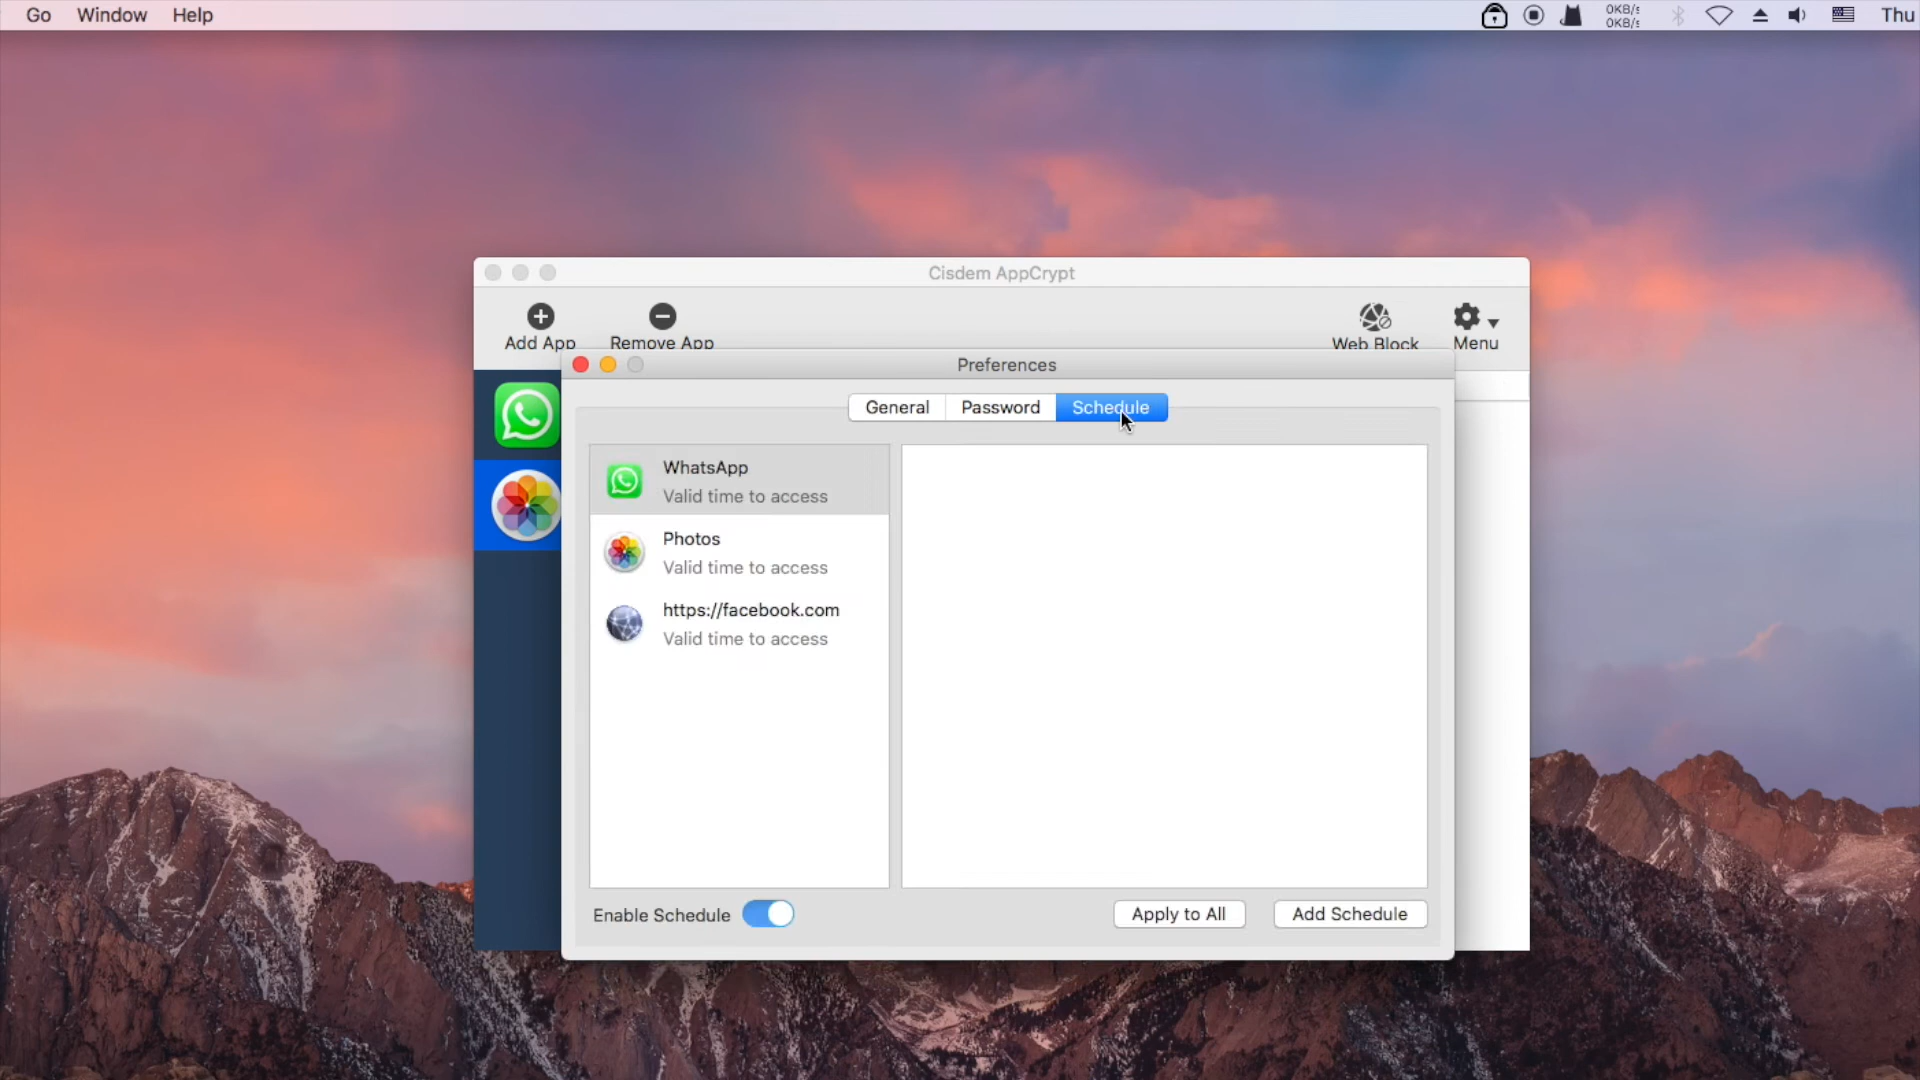 Go Window Help
0KB/s
0KB/s
Thu
Cisdem AppCrypt
Add App Remove App Web Block Menu
Preferences
General Password Schedule
WhatsApp
Valid time to access
Photos
Valid time to access
https://facebook.com
Valid time to access
Enable Schedule Apply to All Add Schedule